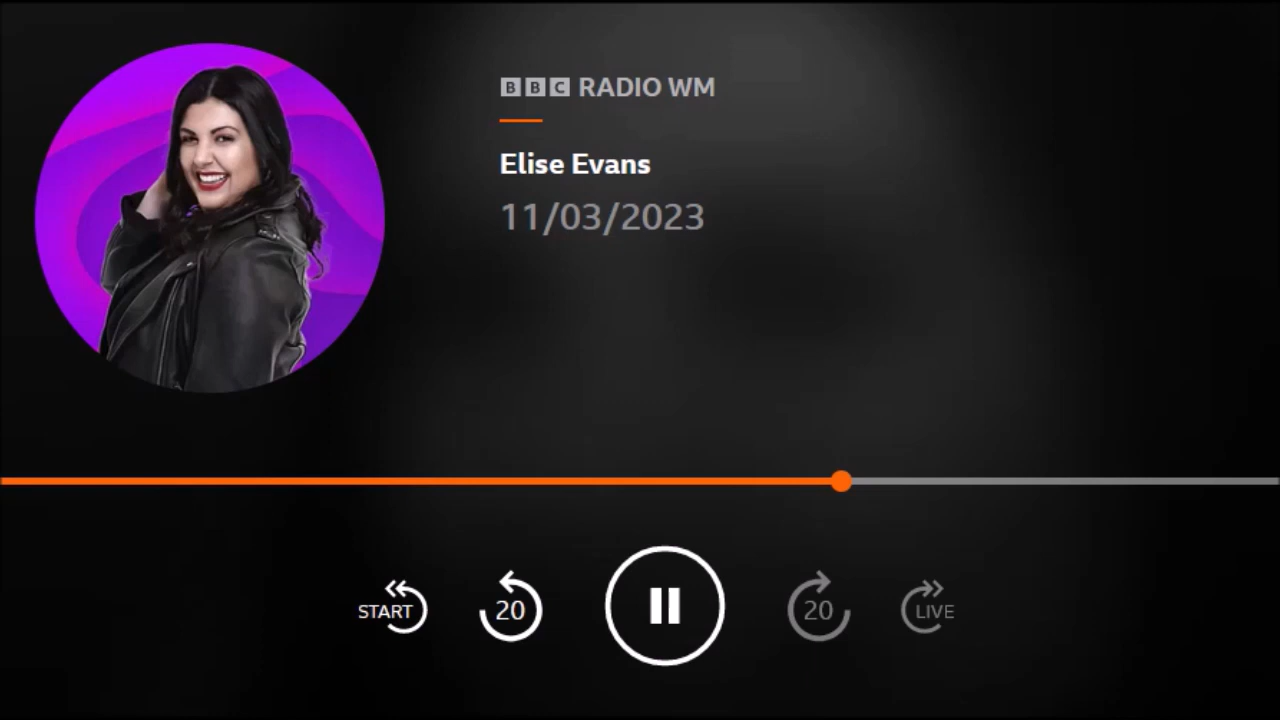 BBC RADIO WM
Elise Evans
11/03/2023
START
20
20
LIVE